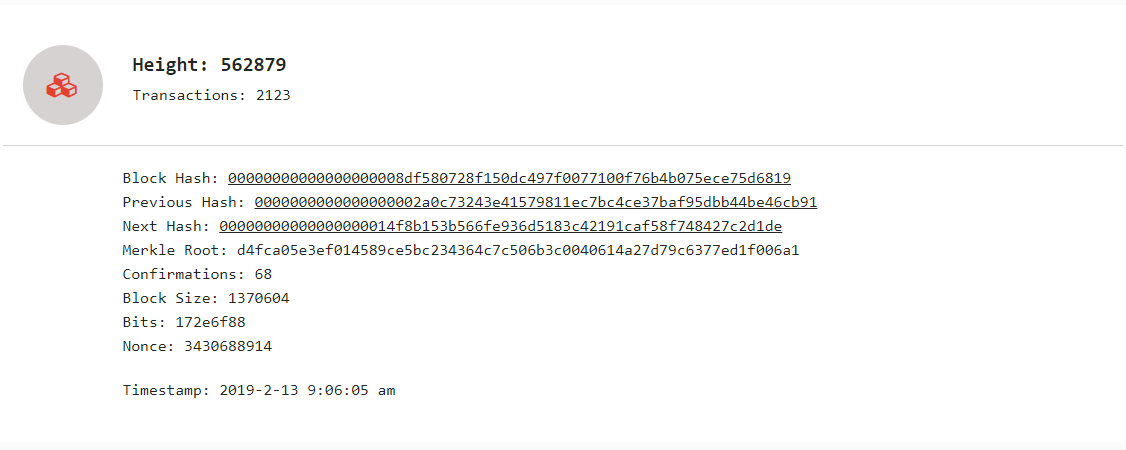 Height: 562879
Transactions: 2123
Block Hash: 00000000000000000008df580728f150dc497f0077100f76b4b075ece75d6819
Previous Hash: 0000000000000000002a0c73243e41579811ec7bc4ce37baf95dbb44be46cb91
Next Hash: 00000000000000000014f8b153b566fe936d5183c42191caf58f748427c2d1de
Merkle Root: d4fca05e3ef014589ce5bc234364c7c506b3c0040614a27d79c6377ed1f006a1
Confirmations: 68
Block Size: 1370604
Bits: 172e6f88
Nonce: 3430688914
Timestamp: 2019-2-13 9:06:05 am